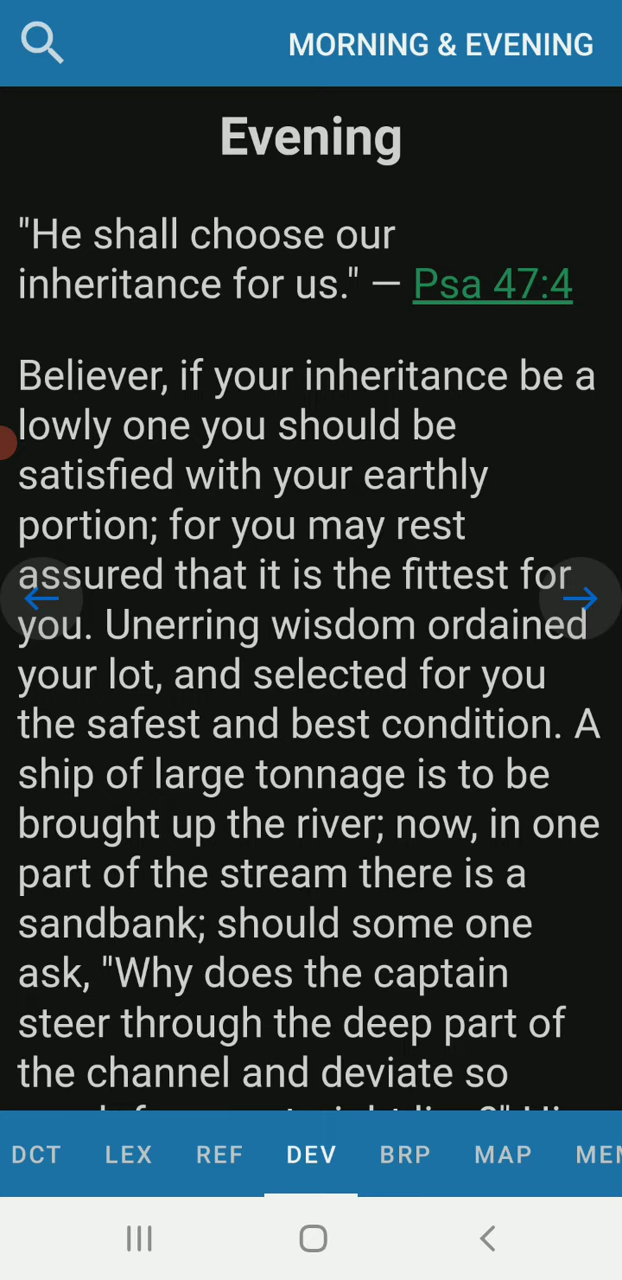 MORNING & EVENING
Evening
"He shall choose our
inheritance for us." — Psa 47:4
Believer, if your inheritance be a
lowly one you should be
satisfied with your earthly
portion; for you may rest
assured that it is the fittest for
you. Unerring wisdom ordained
your lot, and selected for you
the safest and best condition. A
ship of large tonnage is to be
brought up the river; now, in one
part of the stream there is a
sandbank; should some one
ask, "Why does the captain
steer through the deep part of
the channel and deviate so
DCT LEX REF DEV BRP MAP MEM